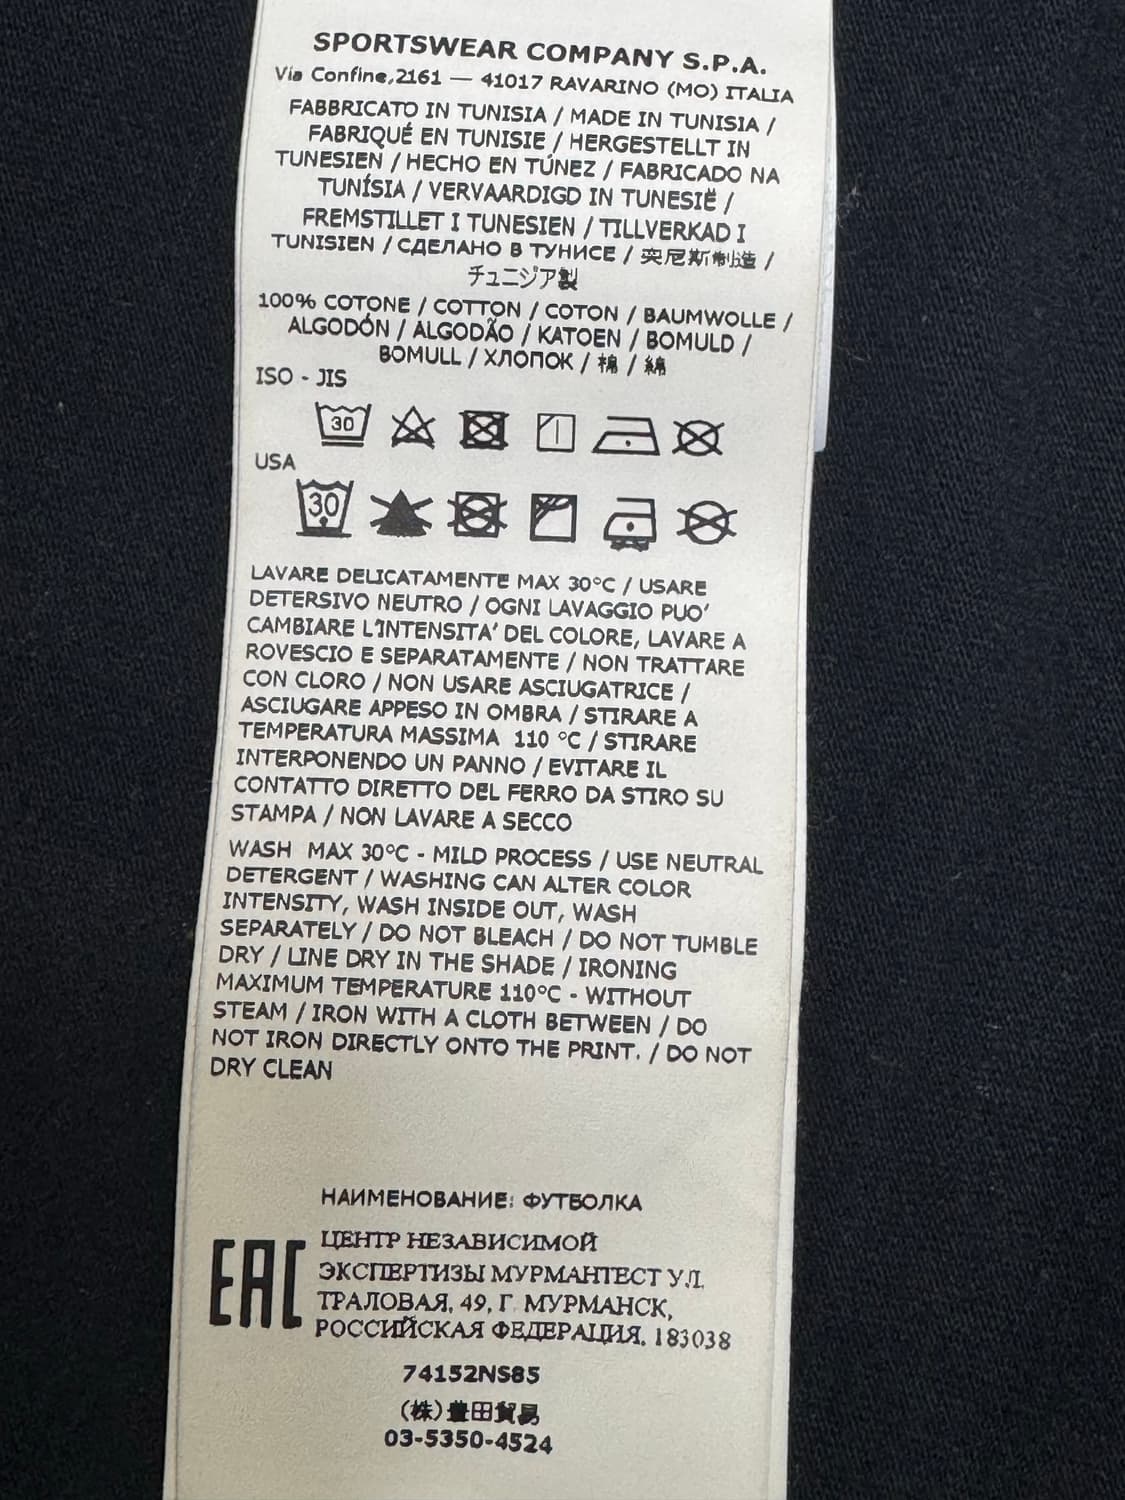 SPORTSWEAR COMPANY S.P.A.
Via Confine,2161 — 41017 RAVARINO (MO) ITALIA
FABBRICATO IN TUNISIA / MADE IN TUNISIA /
FABRIQUÉ EN TUNISIE / HERGESTELLT IN
TUNESIEN / HECHO EN TÚNEZ / FABRICADO NA
TUNÍSIA / VERVAARDIGD IN TUNESIË /
FREMSTILLET I TUNESIEN / TILLVERKAD I
TUNISIEN / СДЕЛАНО В ТУНИСЕ / 突尼斯制造 /
チュニジア製
100% COTONE / COTTON / COTON / BAUMWOLLE /
ALGODÓN / ALGODÃO / KATOEN / BOMULD /
BOMULL / ХЛОПОК / 棉 / 綿
ISO - JIS
30
USA
30
LAVARE DELICATAMENTE MAX 30°C / USARE
DETERSIVO NEUTRO / OGNI LAVAGGIO PUO'
CAMBIARE L'INTENSITA' DEL COLORE, LAVARE A
ROVESCIO E SEPARATAMENTE / NON TRATTARE
CON CLORO / NON USARE ASCIUGATRICE /
ASCIUGARE APPESO IN OMBRA / STIRARE A
TEMPERATURA MASSIMA 110 °C / STIRARE
INTERPONENDO UN PANNO / EVITARE IL
CONTATTO DIRETTO DEL FERRO DA STIRO SU
STAMPA / NON LAVARE A SECCO
WASH MAX 30°C - MILD PROCESS / USE NEUTRAL
DETERGENT / WASHING CAN ALTER COLOR
INTENSITY, WASH INSIDE OUT, WASH
SEPARATELY / DO NOT BLEACH / DO NOT TUMBLE
DRY / LINE DRY IN THE SHADE / IRONING
MAXIMUM TEMPERATURE 110°C - WITHOUT
STEAM / IRON WITH A CLOTH BETWEEN / DO
NOT IRON DIRECTLY ONTO THE PRINT. / DO NOT
DRY CLEAN
НАИМЕНОВАНИЕ: ФУТБОЛКА
EAC
ЦЕНТР НЕЗАВИСИМОЙ
ЭКСПЕРТИЗЫ МУРМАНТЕСТ УЛ.
ТРАЛОВАЯ, 49, Г. МУРМАНСК,
РОССИЙСКАЯ ФЕДЕРАЦИЯ. 183038
74152NS85
(株)豊田貿易
03-5350-4524